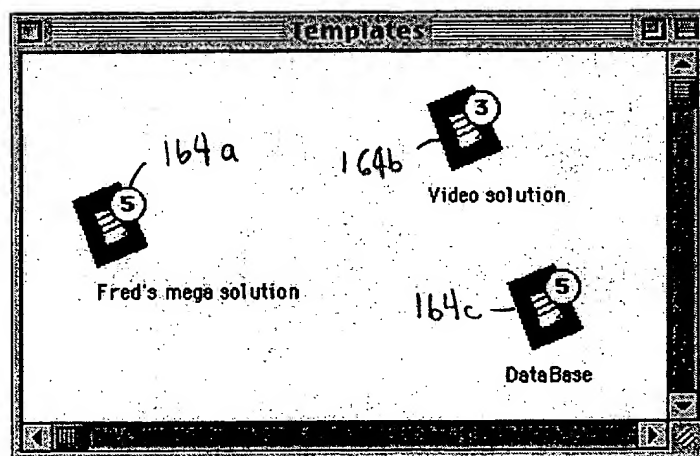 Templates
3
164a
164b
Video solution
5
Fred's mega solution
5
164c
DataBase